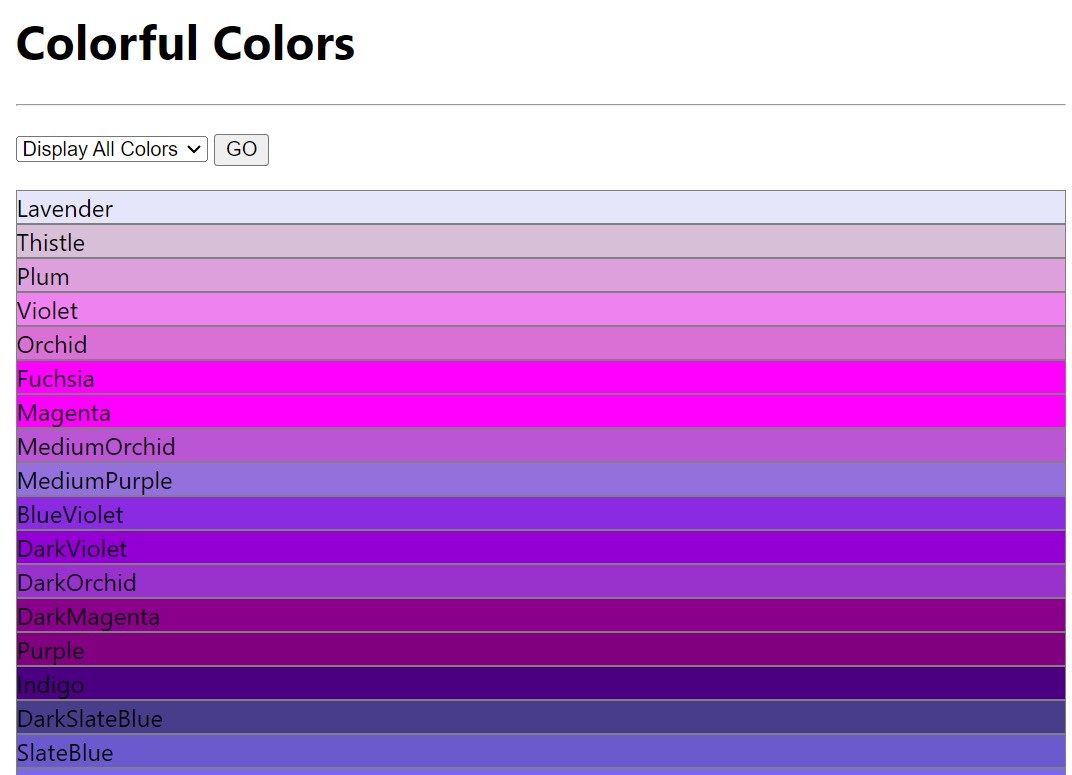 Colorful Colors
Display All Colors GO
Lavender
Thistle
Plum
Violet
Orchid
Fuchsia
Magenta
MediumOrchid
MediumPurple
BlueViolet
DarkViolet
DarkOrchid
DarkMagenta
Purple
Indigo
DarkSlateBlue
SlateBlue